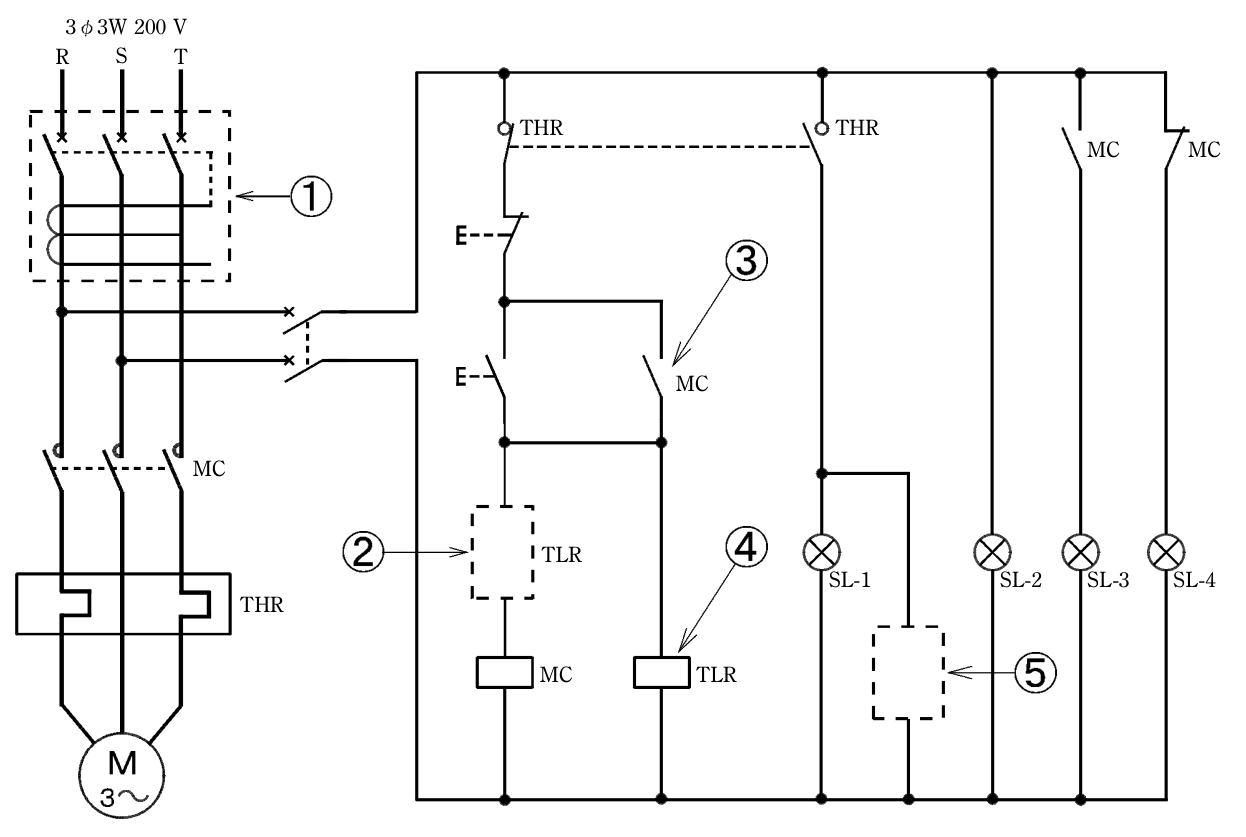 3φ3W 200 V
R S T
THR THR
MC MC
①
E
③
E MC
MC
② TLR ④
SL-1 SL-2 SL-3 SL-4
THR
MC TLR ⑤
M
3～